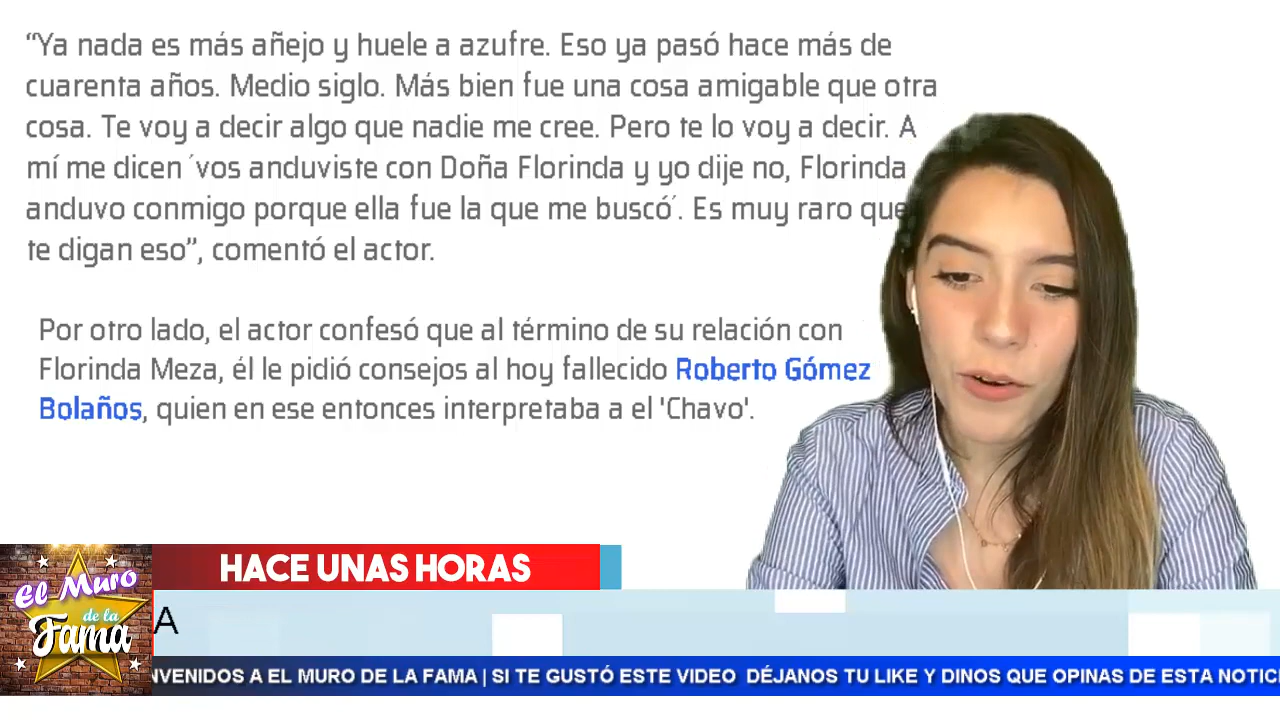 “Ya nada es más añejo y huele a azufre. Eso ya pasó hace más de
cuarenta años. Medio siglo. Más bien fue una cosa amigable que otra
cosa. Te voy a decir algo que nadie me cree. Pero te lo voy a decir. A
mí me dicen ´vos anduviste con Doña Florinda y yo dije no, Florinda
anduvo conmigo porque ella fue la que me buscó´. Es muy raro que
te digan eso”, comentó el actor.
Por otro lado, el actor confesó que al término de su relación con
Florinda Meza, él le pidió consejos al hoy fallecido Roberto Gómez
Bolaños, quien en ese entonces interpretaba a el 'Chavo'.
HACE UNAS HORAS
El Muro
de la
Fama
A
NVENIDOS A EL MURO DE LA FAMA | SI TE GUSTÓ ESTE VIDEO DÉJANOS TU LIKE Y DINOS QUE OPINAS DE ESTA NOTIC